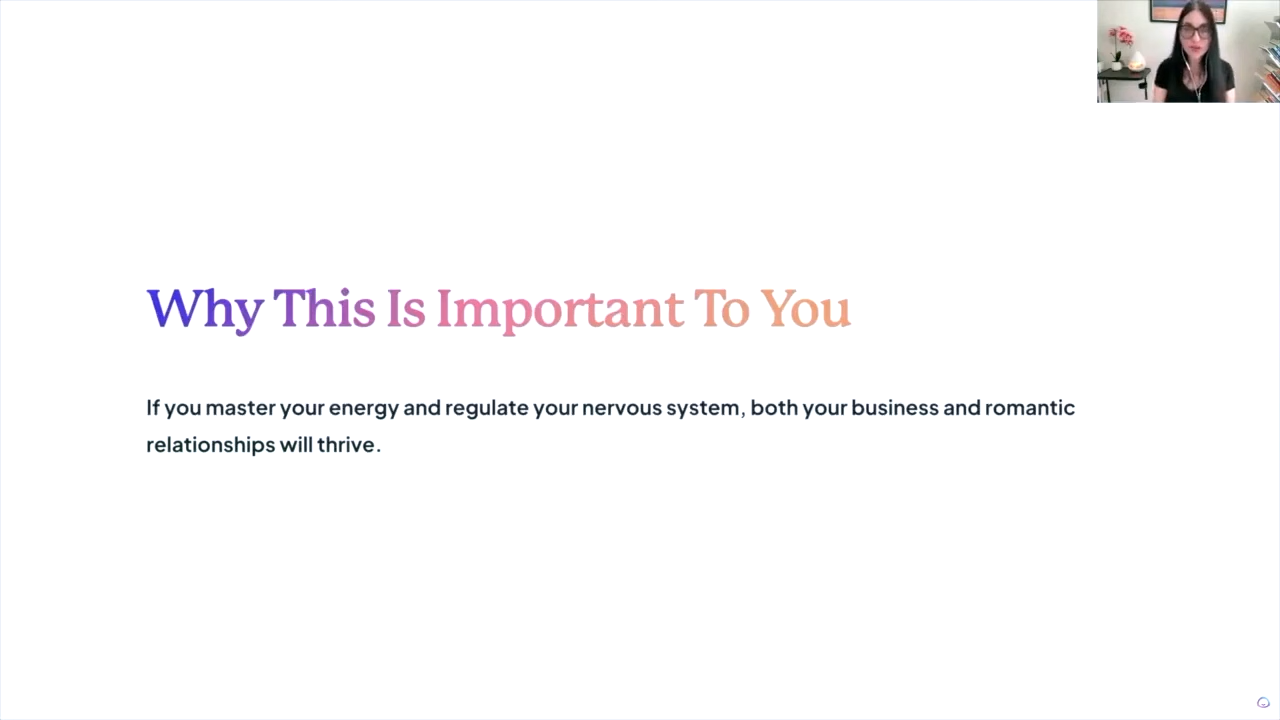 Why This Is Important To You
If you master your energy and regulate your nervous system, both your business and romantic
relationships will thrive.